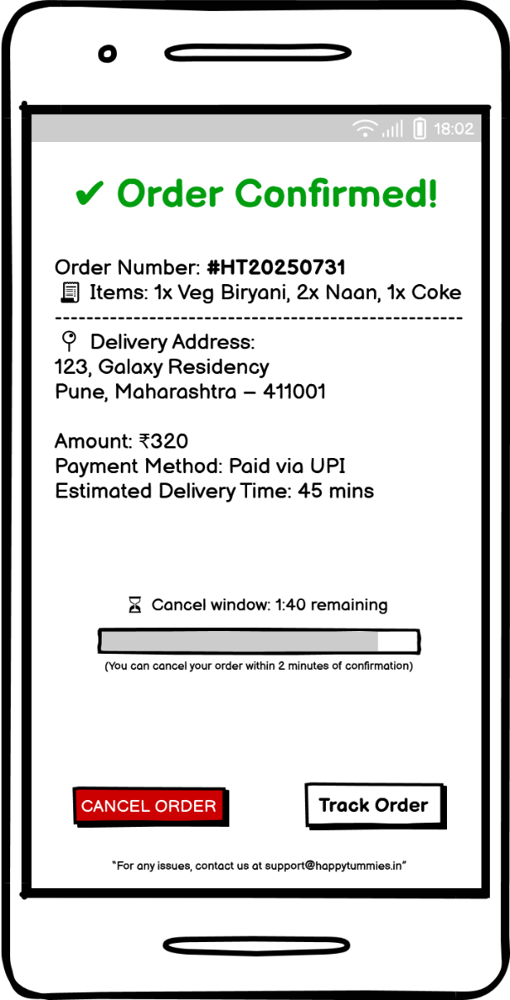 18:02
✔ Order Confirmed!
Order Number: #HT20250731
Items: 1x Veg Biryani, 2x Naan, 1x Coke
----------------------------------------------------
Delivery Address:
123, Galaxy Residency
Pune, Maharashtra – 411001
Amount: ₹320
Payment Method: Paid via UPI
Estimated Delivery Time: 45 mins
Cancel window: 1:40 remaining
(You can cancel your order within 2 minutes of confirmation)
CANCEL ORDER
Track Order
“For any issues, contact us at support@happytummies.in”